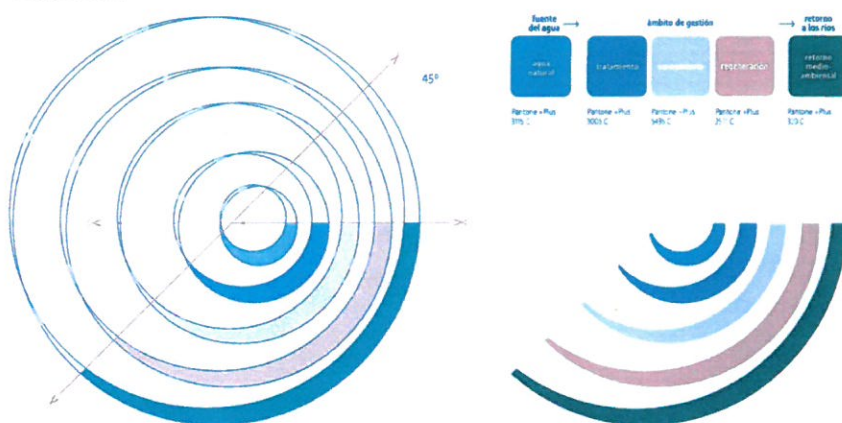 45º
fuente
del agua
→
ámbito de gestión
→
retorno
a los ríos
agua
natural
tratamiento
regeneración
retorno
medio-
ambiental
Pantone +Plus
Pantone +Plus
Pantone +Plus
Pantone +Plus
Pantone +Plus